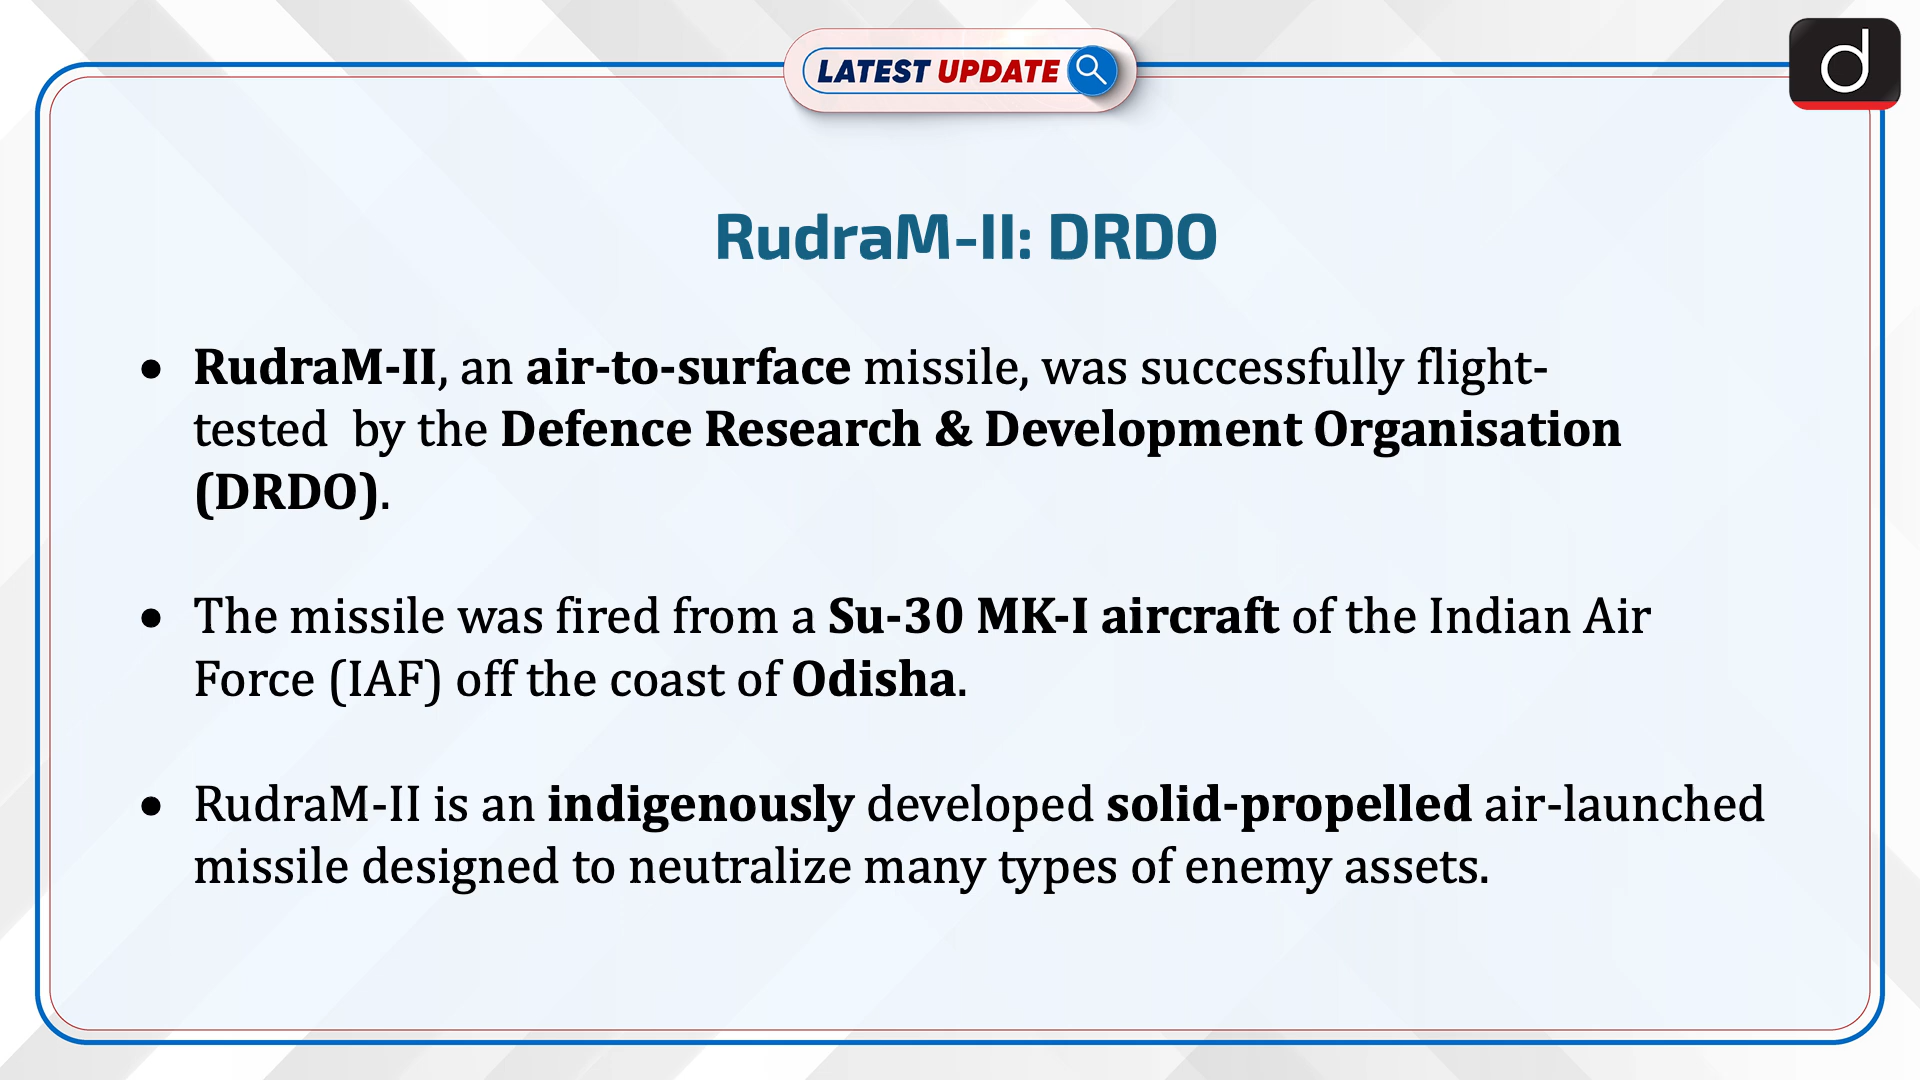 LATEST UPDATE
d
RudraM-II: DRDO
• RudraM-II, an air-to-surface missile, was successfully flight-
tested  by the Defence Research & Development Organisation
(DRDO).
• The missile was fired from a Su-30 MK-I aircraft of the Indian Air
Force (IAF) off the coast of Odisha.
• RudraM-II is an indigenously developed solid-propelled air-launched
missile designed to neutralize many types of enemy assets.